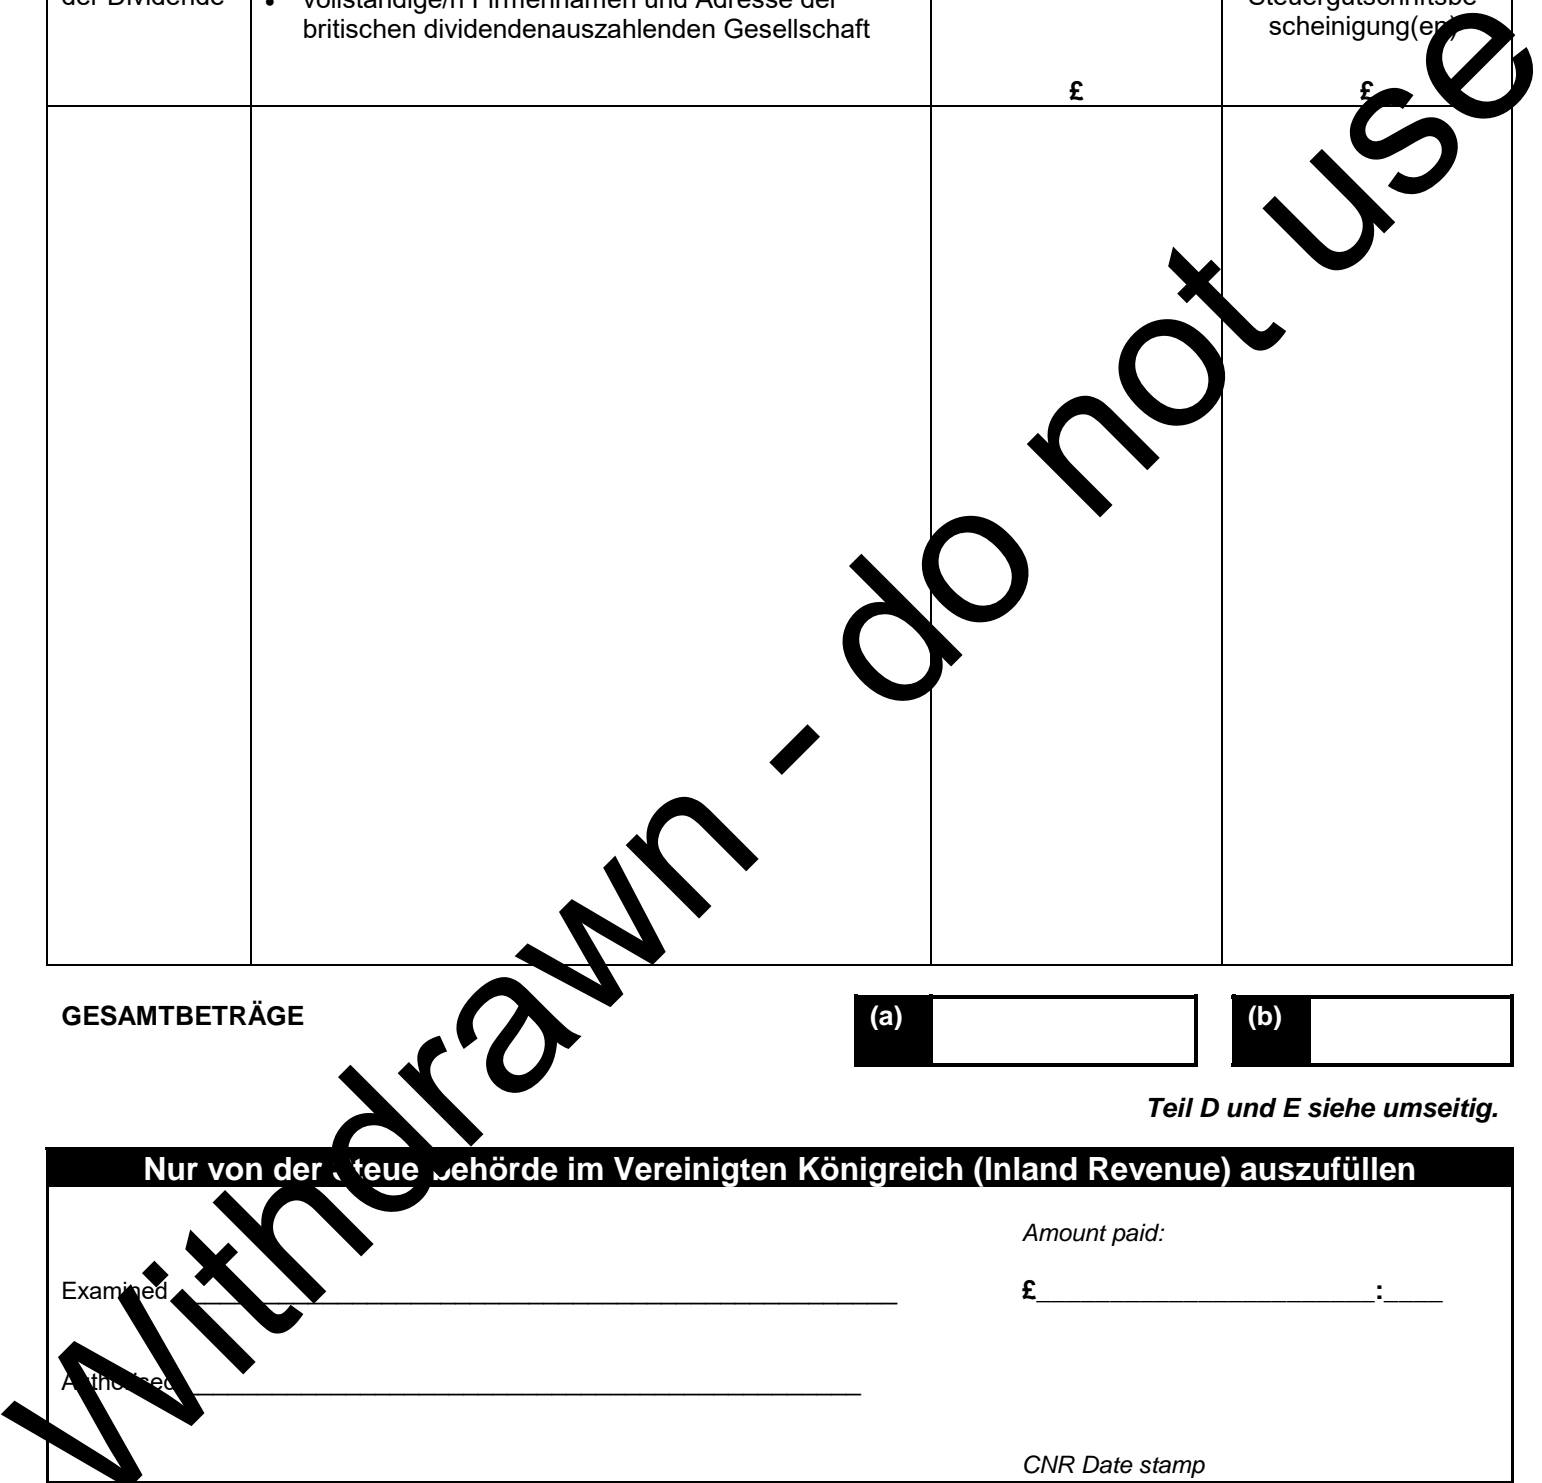 der Dividende
• vollständige/n Firmennamen und Adresse der
britischen dividendenauszahlenden Gesellschaft
Steuergutschriftsbe
scheinigung(en)
£
£
GESAMTBETRÄGE
(a)
(b)
Teil D und E siehe umseitig.
Nur von der Steuerbehörde im Vereinigten Königreich (Inland Revenue) auszufüllen
Amount paid:
Examined
£ :
Authorised
CNR Date stamp
Withdrawn - do not use